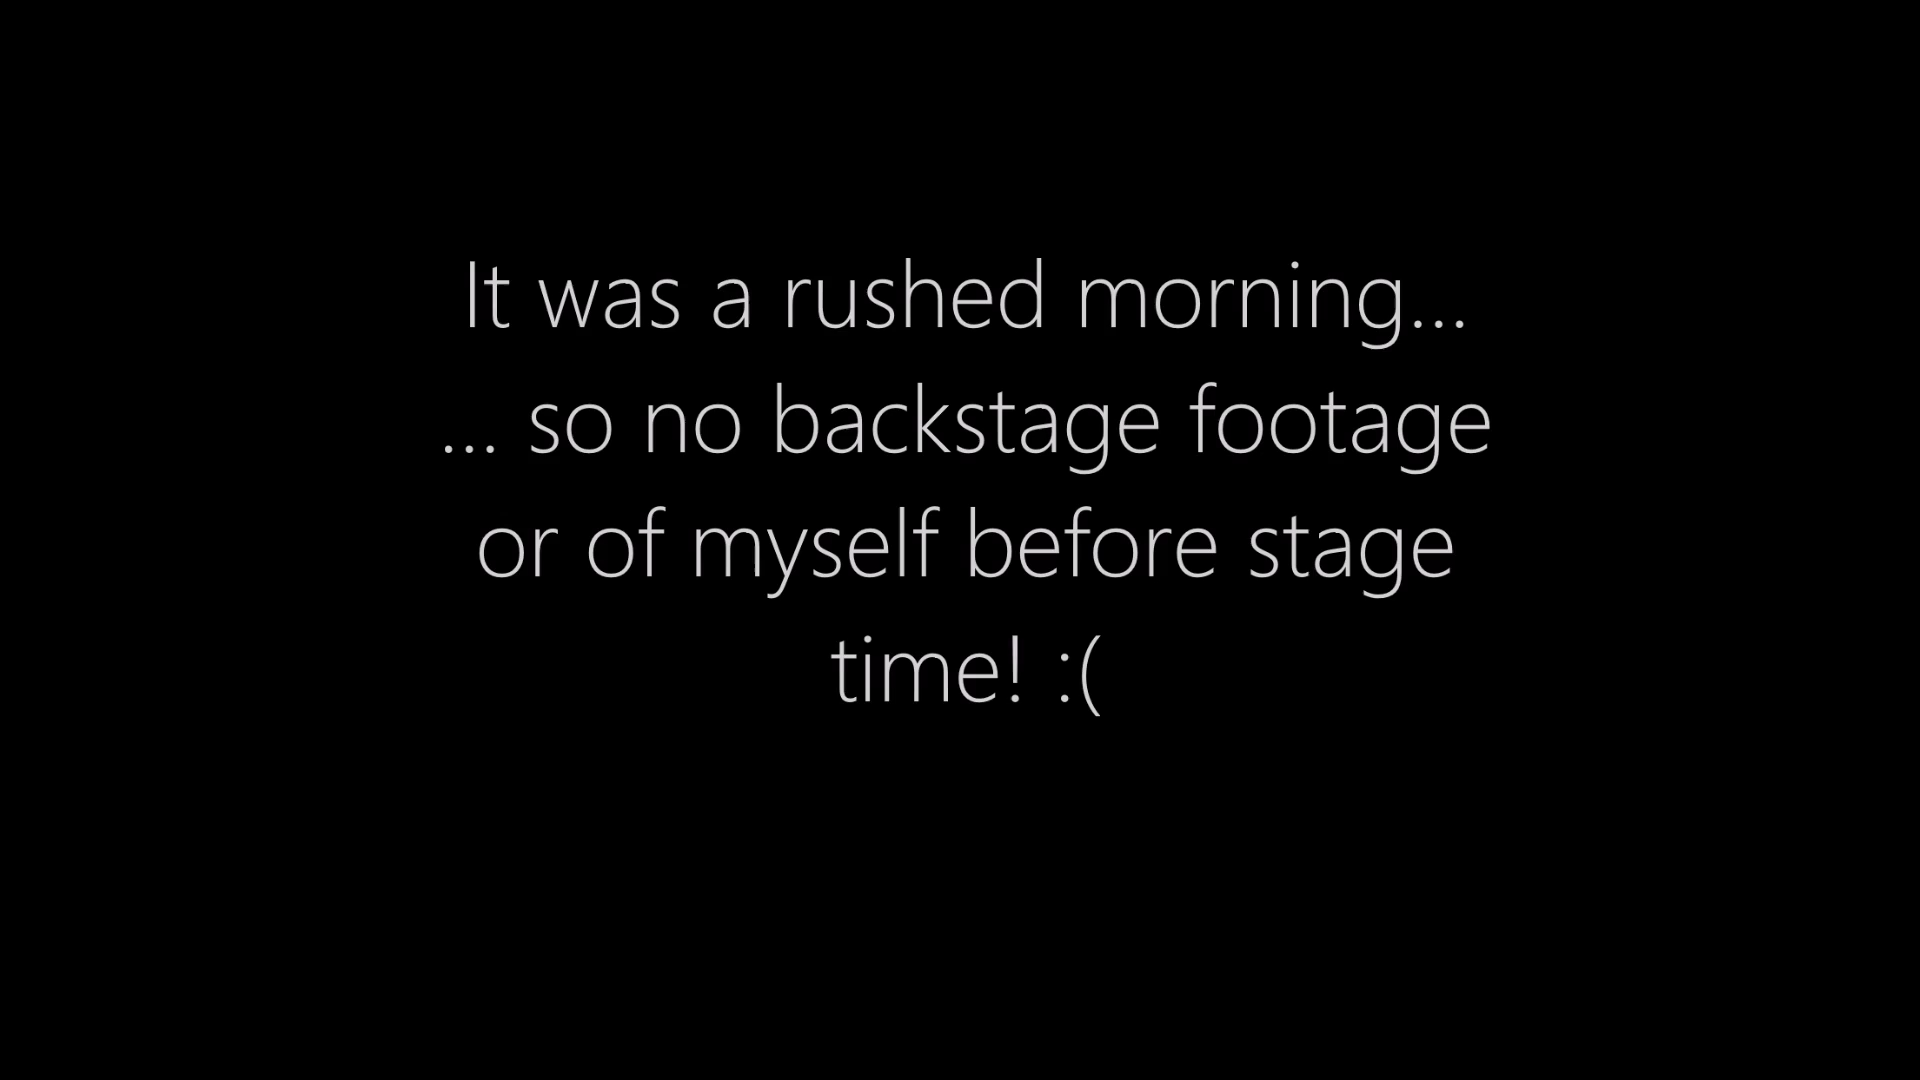 It was a rushed morning...
... so no backstage footage
or of myself before stage
time! :(